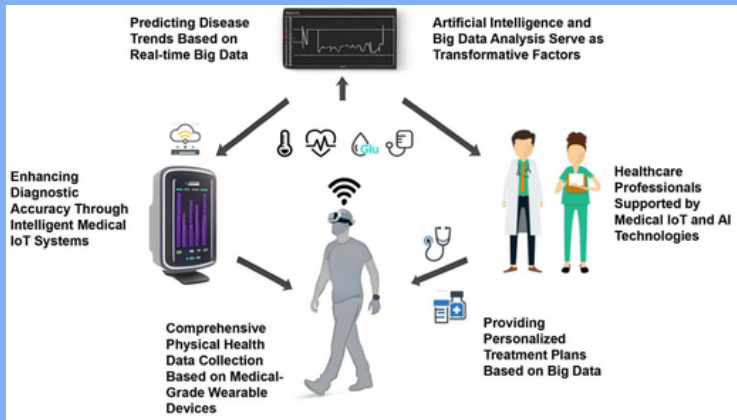 Predicting Disease
Trends Based on
Real-time Big Data
Artificial Intelligence and
Big Data Analysis Serve as
Transformative Factors
Glu
Enhancing
Diagnostic
Accuracy Through
Intelligent Medical
IoT Systems
Healthcare
Professionals
Supported by
Medical IoT and AI
Technologies
Comprehensive
Physical Health
Data Collection
Based on Medical-
Grade Wearable
Devices
Providing
Personalized
Treatment Plans
Based on Big Data